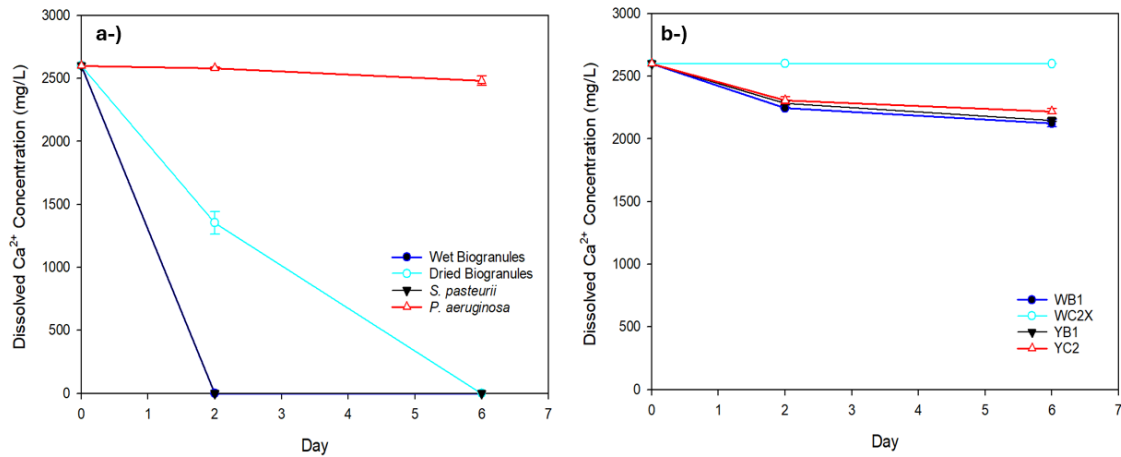 a-)
Dissolved Ca²⁺ Concentration (mg/L)
3000
2500
2000
1500
1000
500
0
0 1 2 3 4 5 6 7
Day
Wet Biogranules
Dried Biogranules
S. pasteurii
P. aeruginosa
b-)
Dissolved Ca²⁺ Concentration (mg/L)
3000
2500
2000
1500
1000
500
0
0 1 2 3 4 5 6 7
Day
WB1
WC2X
YB1
YC2